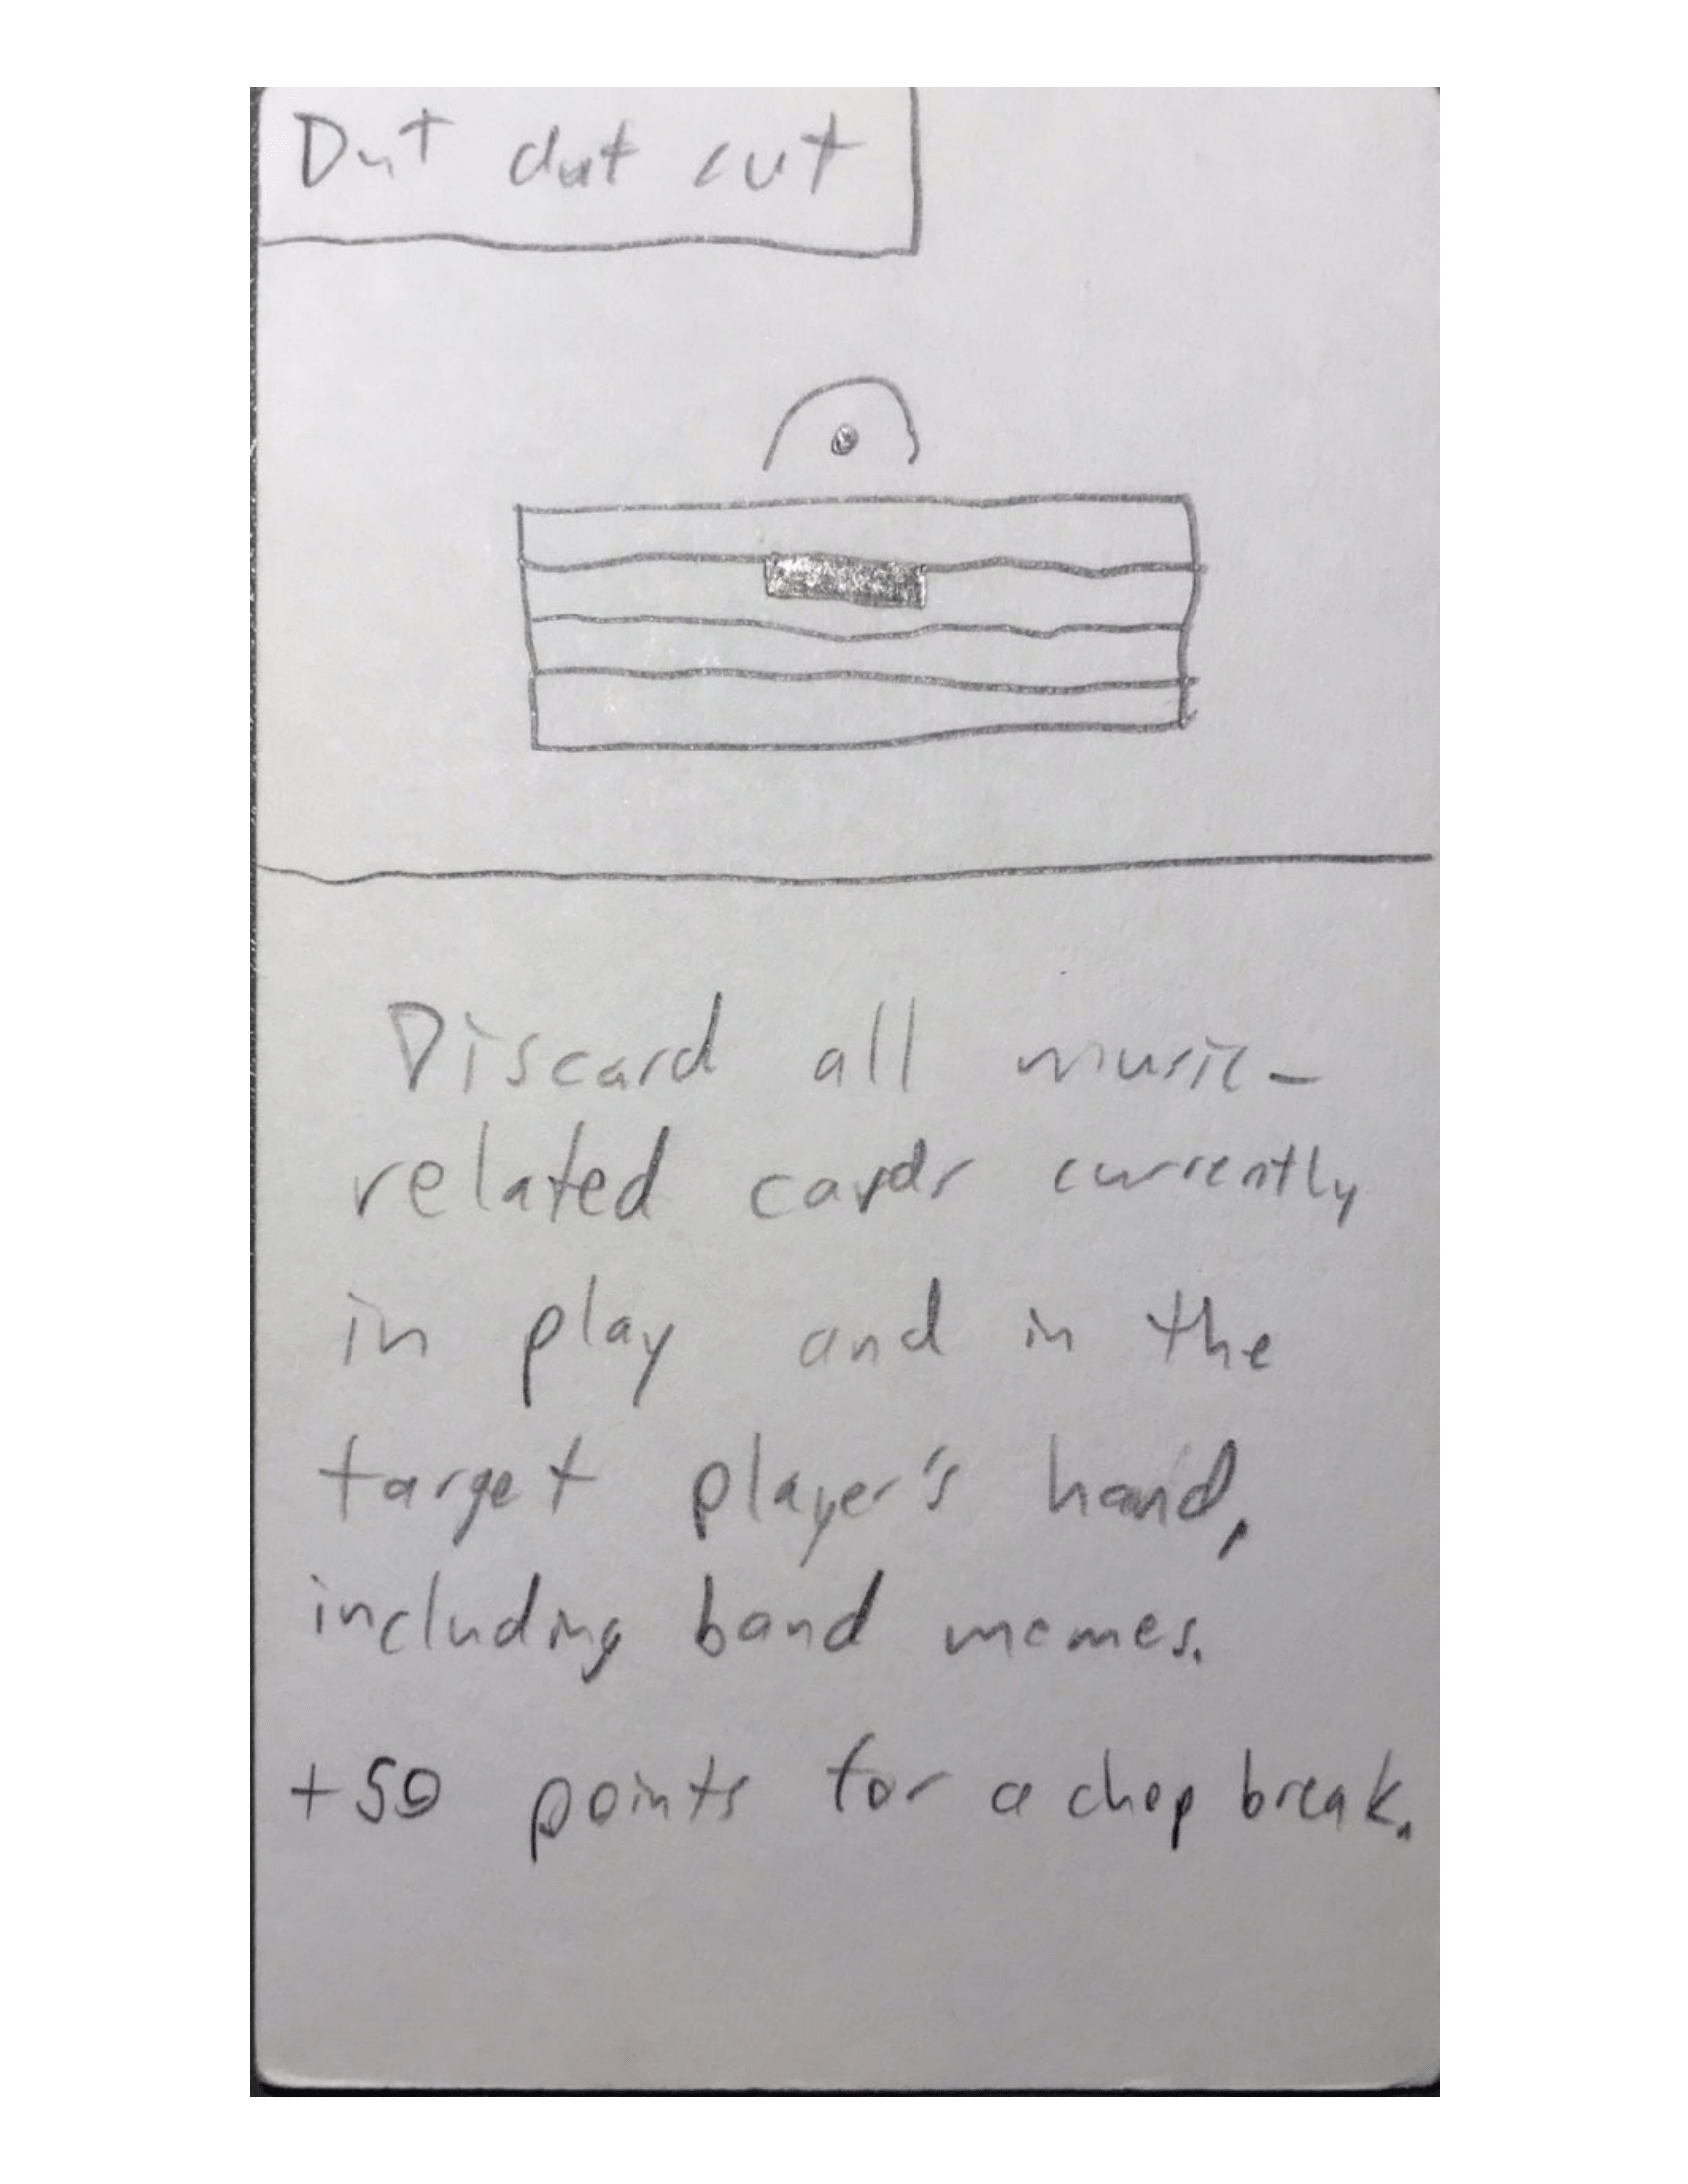 Dut dut cut
Discard all music-
related cards currently
in play and in the
target player's hand,
including band memes.
+50 points for a chop break.